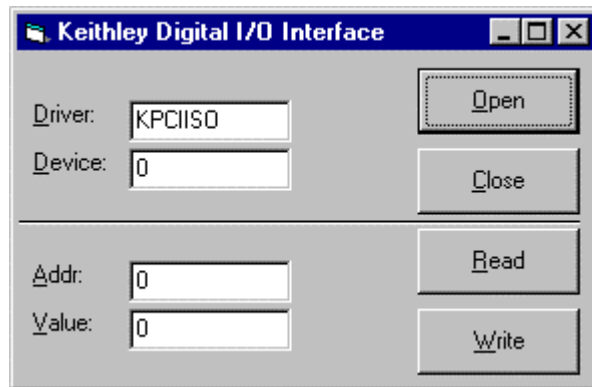 Keithley Digital I/O Interface
Driver: KPCIISO
Open
Device: 0
Close
Addr: 0
Read
Value: 0
Write